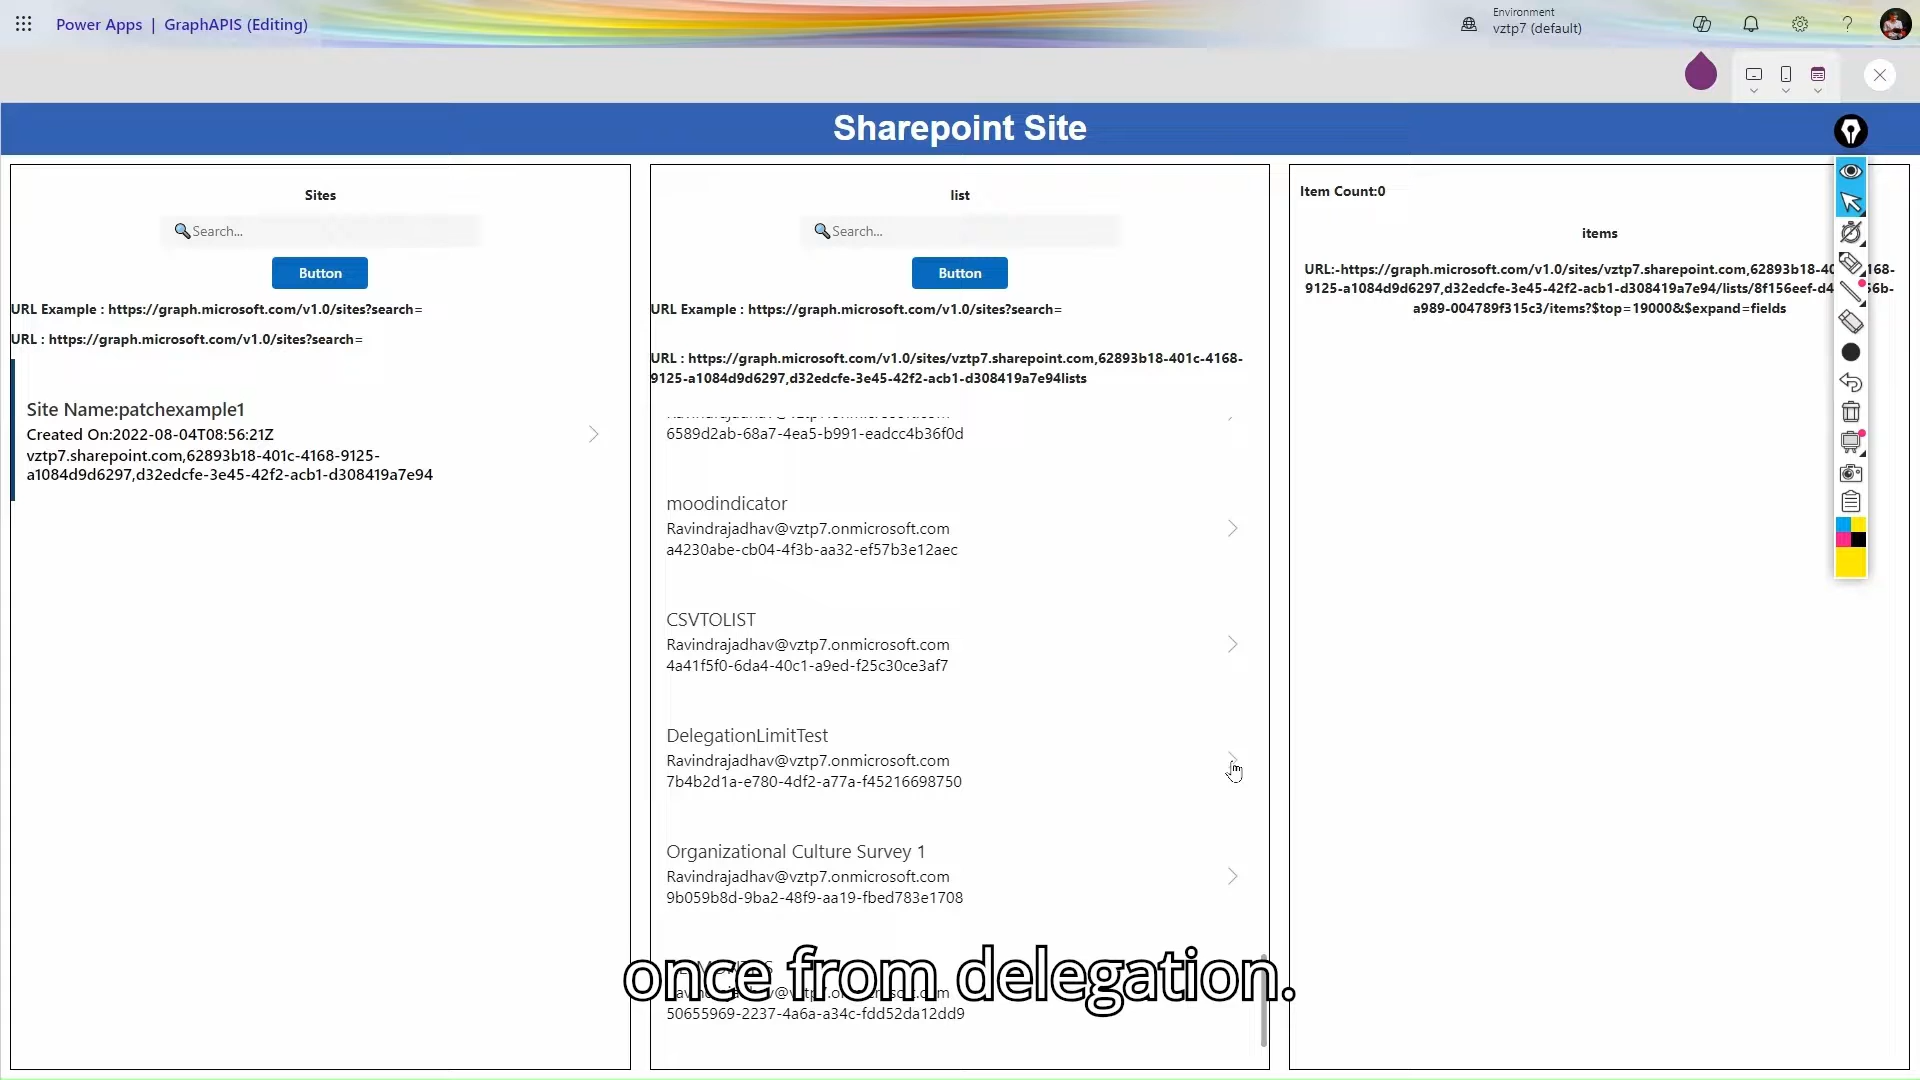 Power Apps | GraphAPIS (Editing)
Environment
vztp7 (default)
?
Sharepoint Site
Sites
Search...
Button
URL Example : https://graph.microsoft.com/v1.0/sites?search=
URL : https://graph.microsoft.com/v1.0/sites?search=
Site Name:patchexample1
Created On:2022-08-04T08:56:21Z
vztp7.sharepoint.com,62893b18-401c-4168-9125-
a1084d9d6297,d32edcfe-3e45-42f2-acb1-d308419a7e94
list
Search...
Button
URL Example : https://graph.microsoft.com/v1.0/sites?search=
URL : https://graph.microsoft.com/v1.0/sites/vztp7.sharepoint.com,62893b18-401c-4168-
9125-a1084d9d6297,d32edcfe-3e45-42f2-acb1-d308419a7e94lists
6589d2ab-68a7-4ea5-b991-eadcc4b36f0d
moodindicator
Ravindrajadhav@vztp7.onmicrosoft.com
a4230abe-cb04-4f3b-aa32-ef57b3e12aec
CSVTOLIST
Ravindrajadhav@vztp7.onmicrosoft.com
4a41f5f0-6da4-40c1-a9ed-f25c30ce3af7
DelegationLimitTest
Ravindrajadhav@vztp7.onmicrosoft.com
7b4b2d1a-e780-4df2-a77a-f45216698750
Organizational Culture Survey 1
Ravindrajadhav@vztp7.onmicrosoft.com
9b059b8d-9ba2-48f9-aa19-fbed783e1708
50655969-2237-4a6a-a34c-fdd52da12dd9
Item Count:0
items
URL:-https://graph.microsoft.com/v1.0/sites/vztp7.sharepoint.com,62893b18-40 168-
9125-a1084d9d6297,d32edcfe-3e45-42f2-acb1-d308419a7e94/lists/8f156eef-d4 56b-
a989-004789f315c3/items?$top=19000&$expand=fields
once from delegation.